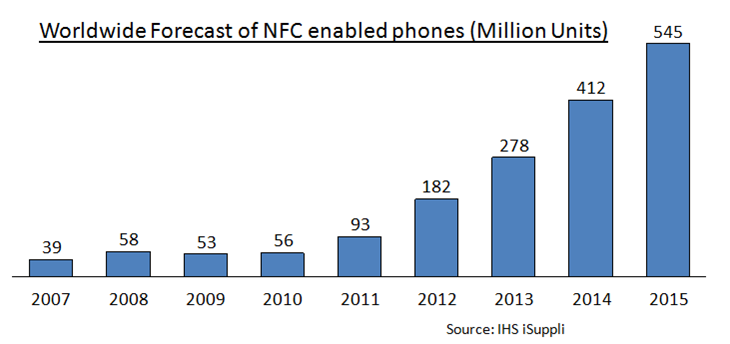 Worldwide Forecast of NFC enabled phones (Million Units)
39 58 53 56 93 182 278 412 545
2007 2008 2009 2010 2011 2012 2013 2014 2015
Source: IHS iSuppli